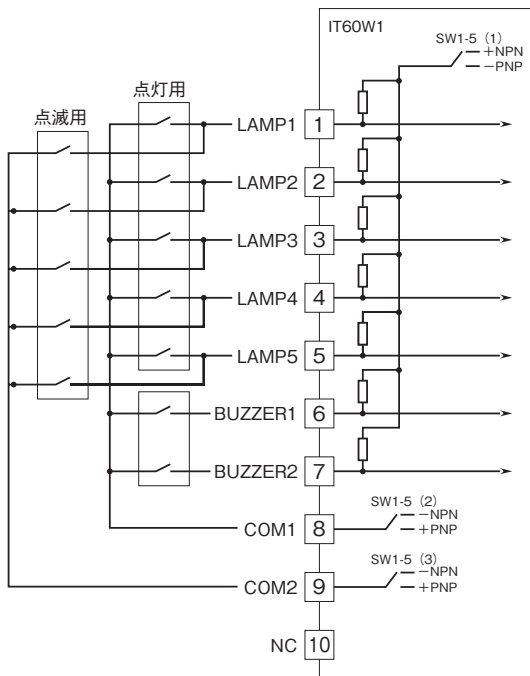 IT60W1
SW1-5（1）
＋NPN
－PNP
点灯用
点滅用
LAMP1 1
LAMP2 2
LAMP3 3
LAMP4 4
LAMP5 5
BUZZER1 6
BUZZER2 7
SW1-5（2）
－NPN
＋PNP
COM1 8
SW1-5（3）
－NPN
＋PNP
COM2 9
NC 10